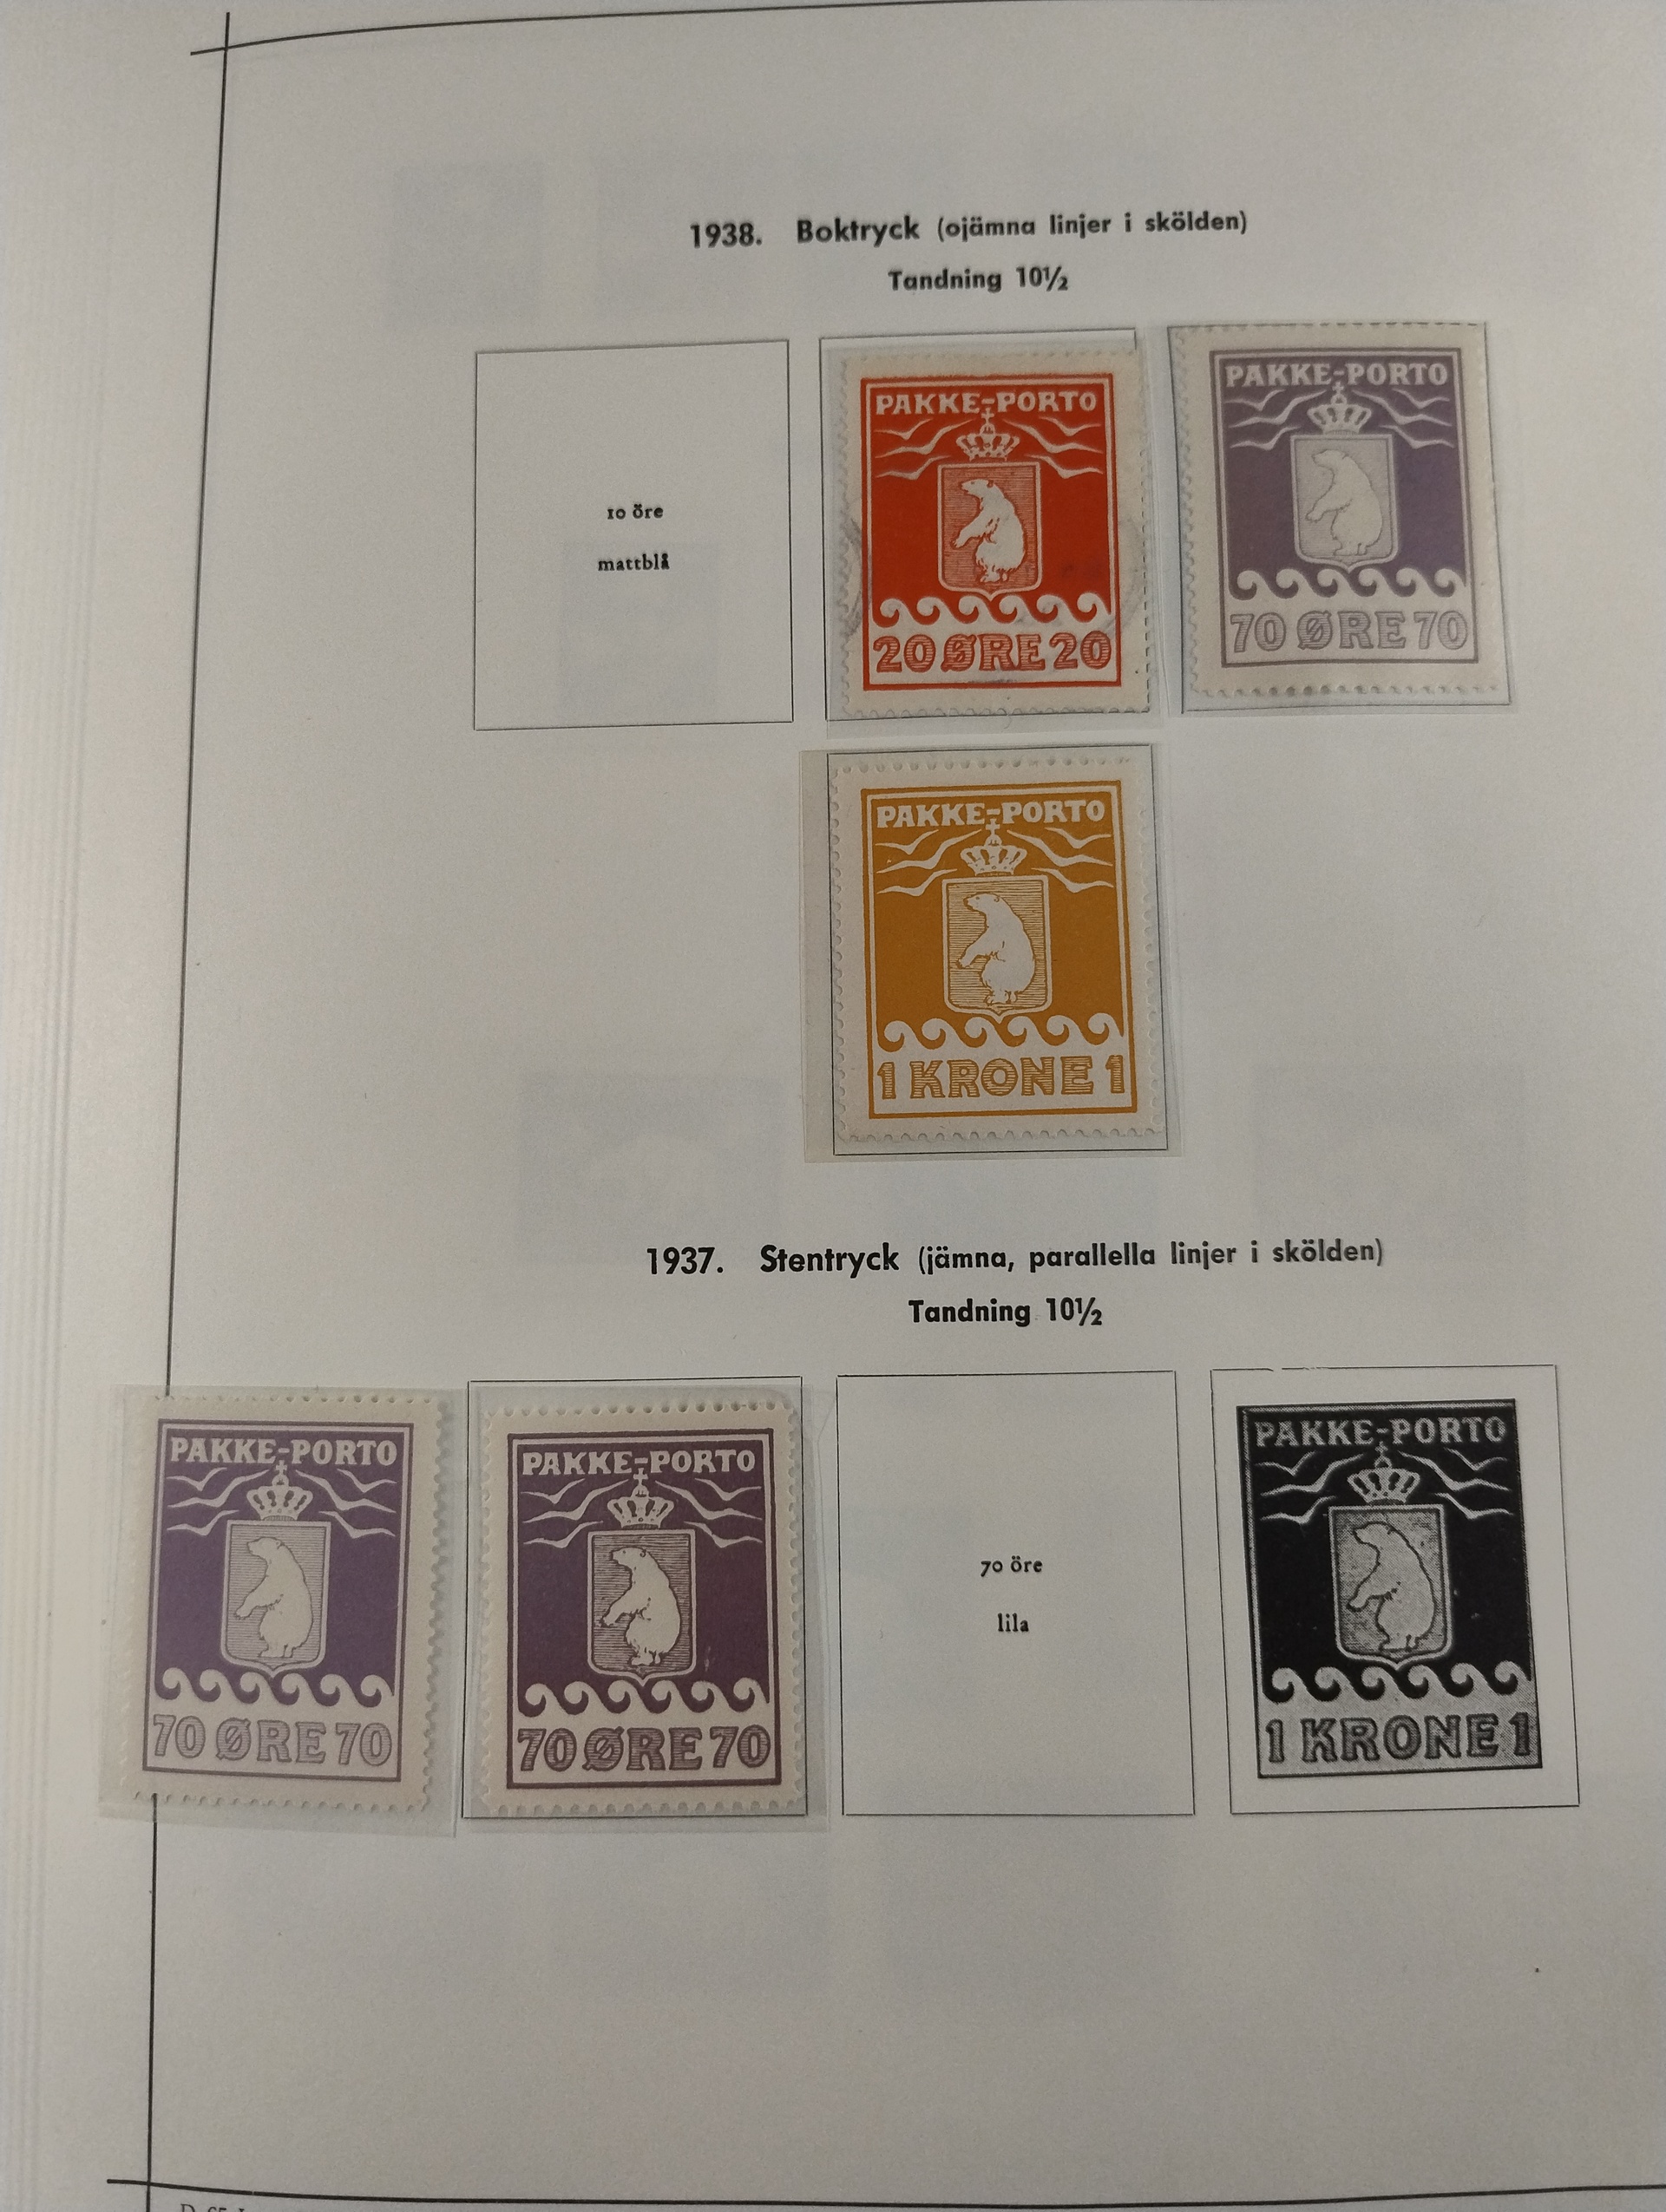 1938. Boktryck (ojämna linjer i skölden)
Tandning 10½
10 öre
mattblå
PAKKE-PORTO
20 ØRE 20
PAKKE-PORTO
70 ØRE 70
PAKKE-PORTO
1 KRONE 1
1937. Stentryck (jämna, parallella linjer i skölden)
Tandning 10½
PAKKE-PORTO
70 ØRE 70
PAKKE-PORTO
70 ØRE 70
70 öre
lila
PAKKE-PORTO
1 KRONE 1